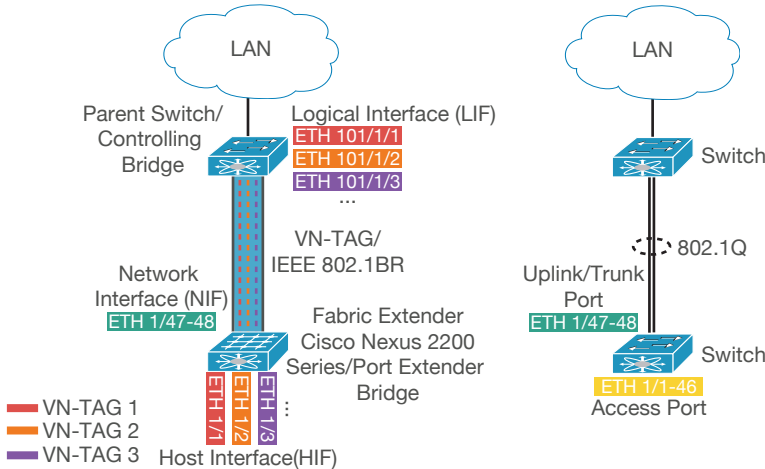 LAN
Parent Switch/
Controlling
Bridge
Logical Interface (LIF)
ETH 101/1/1
ETH 101/1/2
ETH 101/1/3
...
VN-TAG/
IEEE 802.1BR
Network
Interface (NIF)
ETH 1/47-48
Fabric Extender
Cisco Nexus 2200
Series/Port Extender
Bridge
ETH 1/1
ETH 1/2
ETH 1/3
...
Host Interface(HIF)
VN-TAG 1
VN-TAG 2
VN-TAG 3
LAN
Switch
802.1Q
Uplink/Trunk
Port
ETH 1/47-48
Switch
ETH 1/1-46
Access Port